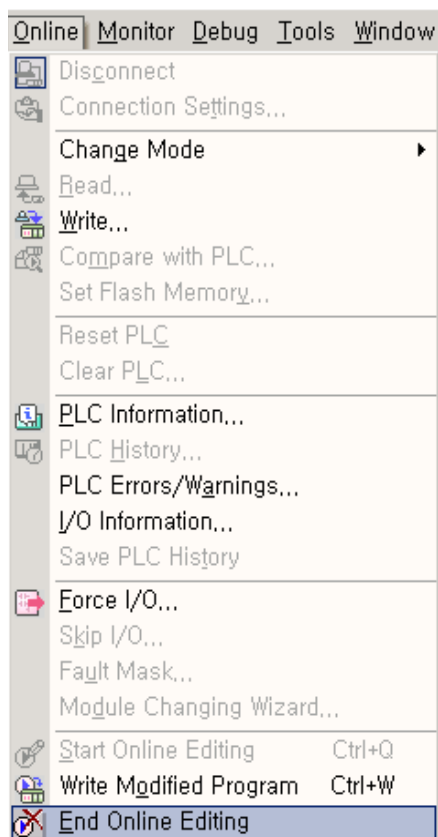 Online Monitor Debug Tools Window
Disconnect
Connection Settings...
Change Mode
Read...
Write...
Compare with PLC...
Set Flash Memory...
Reset PLC
Clear PLC...
PLC Information...
PLC History...
PLC Errors/Warnings...
I/O Information...
Save PLC History
Force I/O...
Skip I/O...
Fault Mask...
Module Changing Wizard...
Start Online Editing Ctrl+Q
Write Modified Program Ctrl+W
End Online Editing